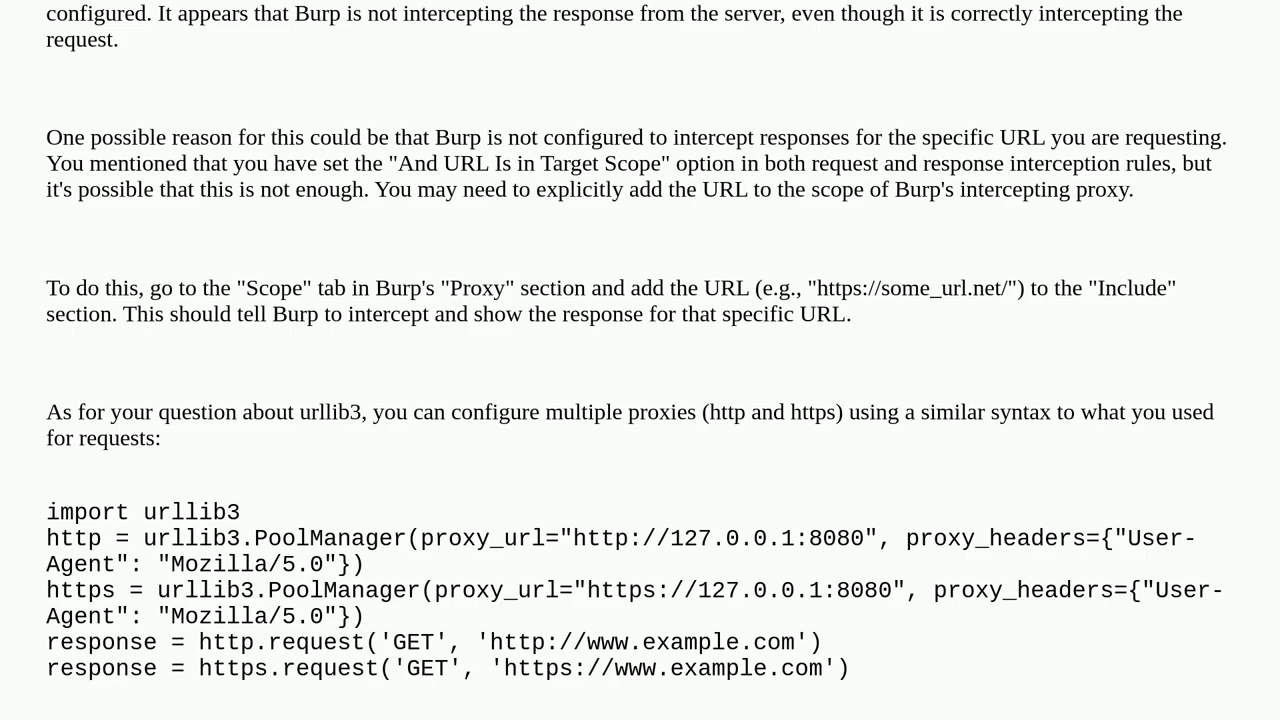 configured. It appears that Burp is not intercepting the response from the server, even though it is correctly intercepting the
request.
One possible reason for this could be that Burp is not configured to intercept responses for the specific URL you are requesting.
You mentioned that you have set the "And URL Is in Target Scope" option in both request and response interception rules, but
it's possible that this is not enough. You may need to explicitly add the URL to the scope of Burp's intercepting proxy.
To do this, go to the "Scope" tab in Burp's "Proxy" section and add the URL (e.g., "https://some_url.net/") to the "Include"
section. This should tell Burp to intercept and show the response for that specific URL.
As for your question about urllib3, you can configure multiple proxies (http and https) using a similar syntax to what you used
for requests:
import urllib3
http = urllib3.PoolManager(proxy_url="http://127.0.0.1:8080", proxy_headers={"User-
Agent": "Mozilla/5.0"})
https = urllib3.PoolManager(proxy_url="https://127.0.0.1:8080", proxy_headers={"User-
Agent": "Mozilla/5.0"})
response = http.request('GET', 'http://www.example.com')
response = https.request('GET', 'https://www.example.com')